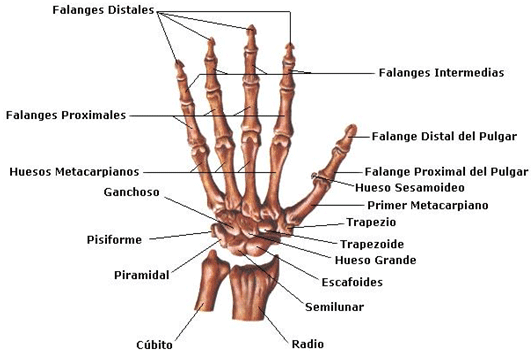 Falanges Distales
Falanges Intermedias
Falanges Proximales
Falange Distal del Pulgar
Huesos Metacarpianos
Falange Proximal del Pulgar
Hueso Sesamoideo
Ganchoso
Primer Metacarpiano
Trapezio
Pisiforme
Trapezoide
Hueso Grande
Piramidal
Escafoides
Semilunar
Cúbito
Radio